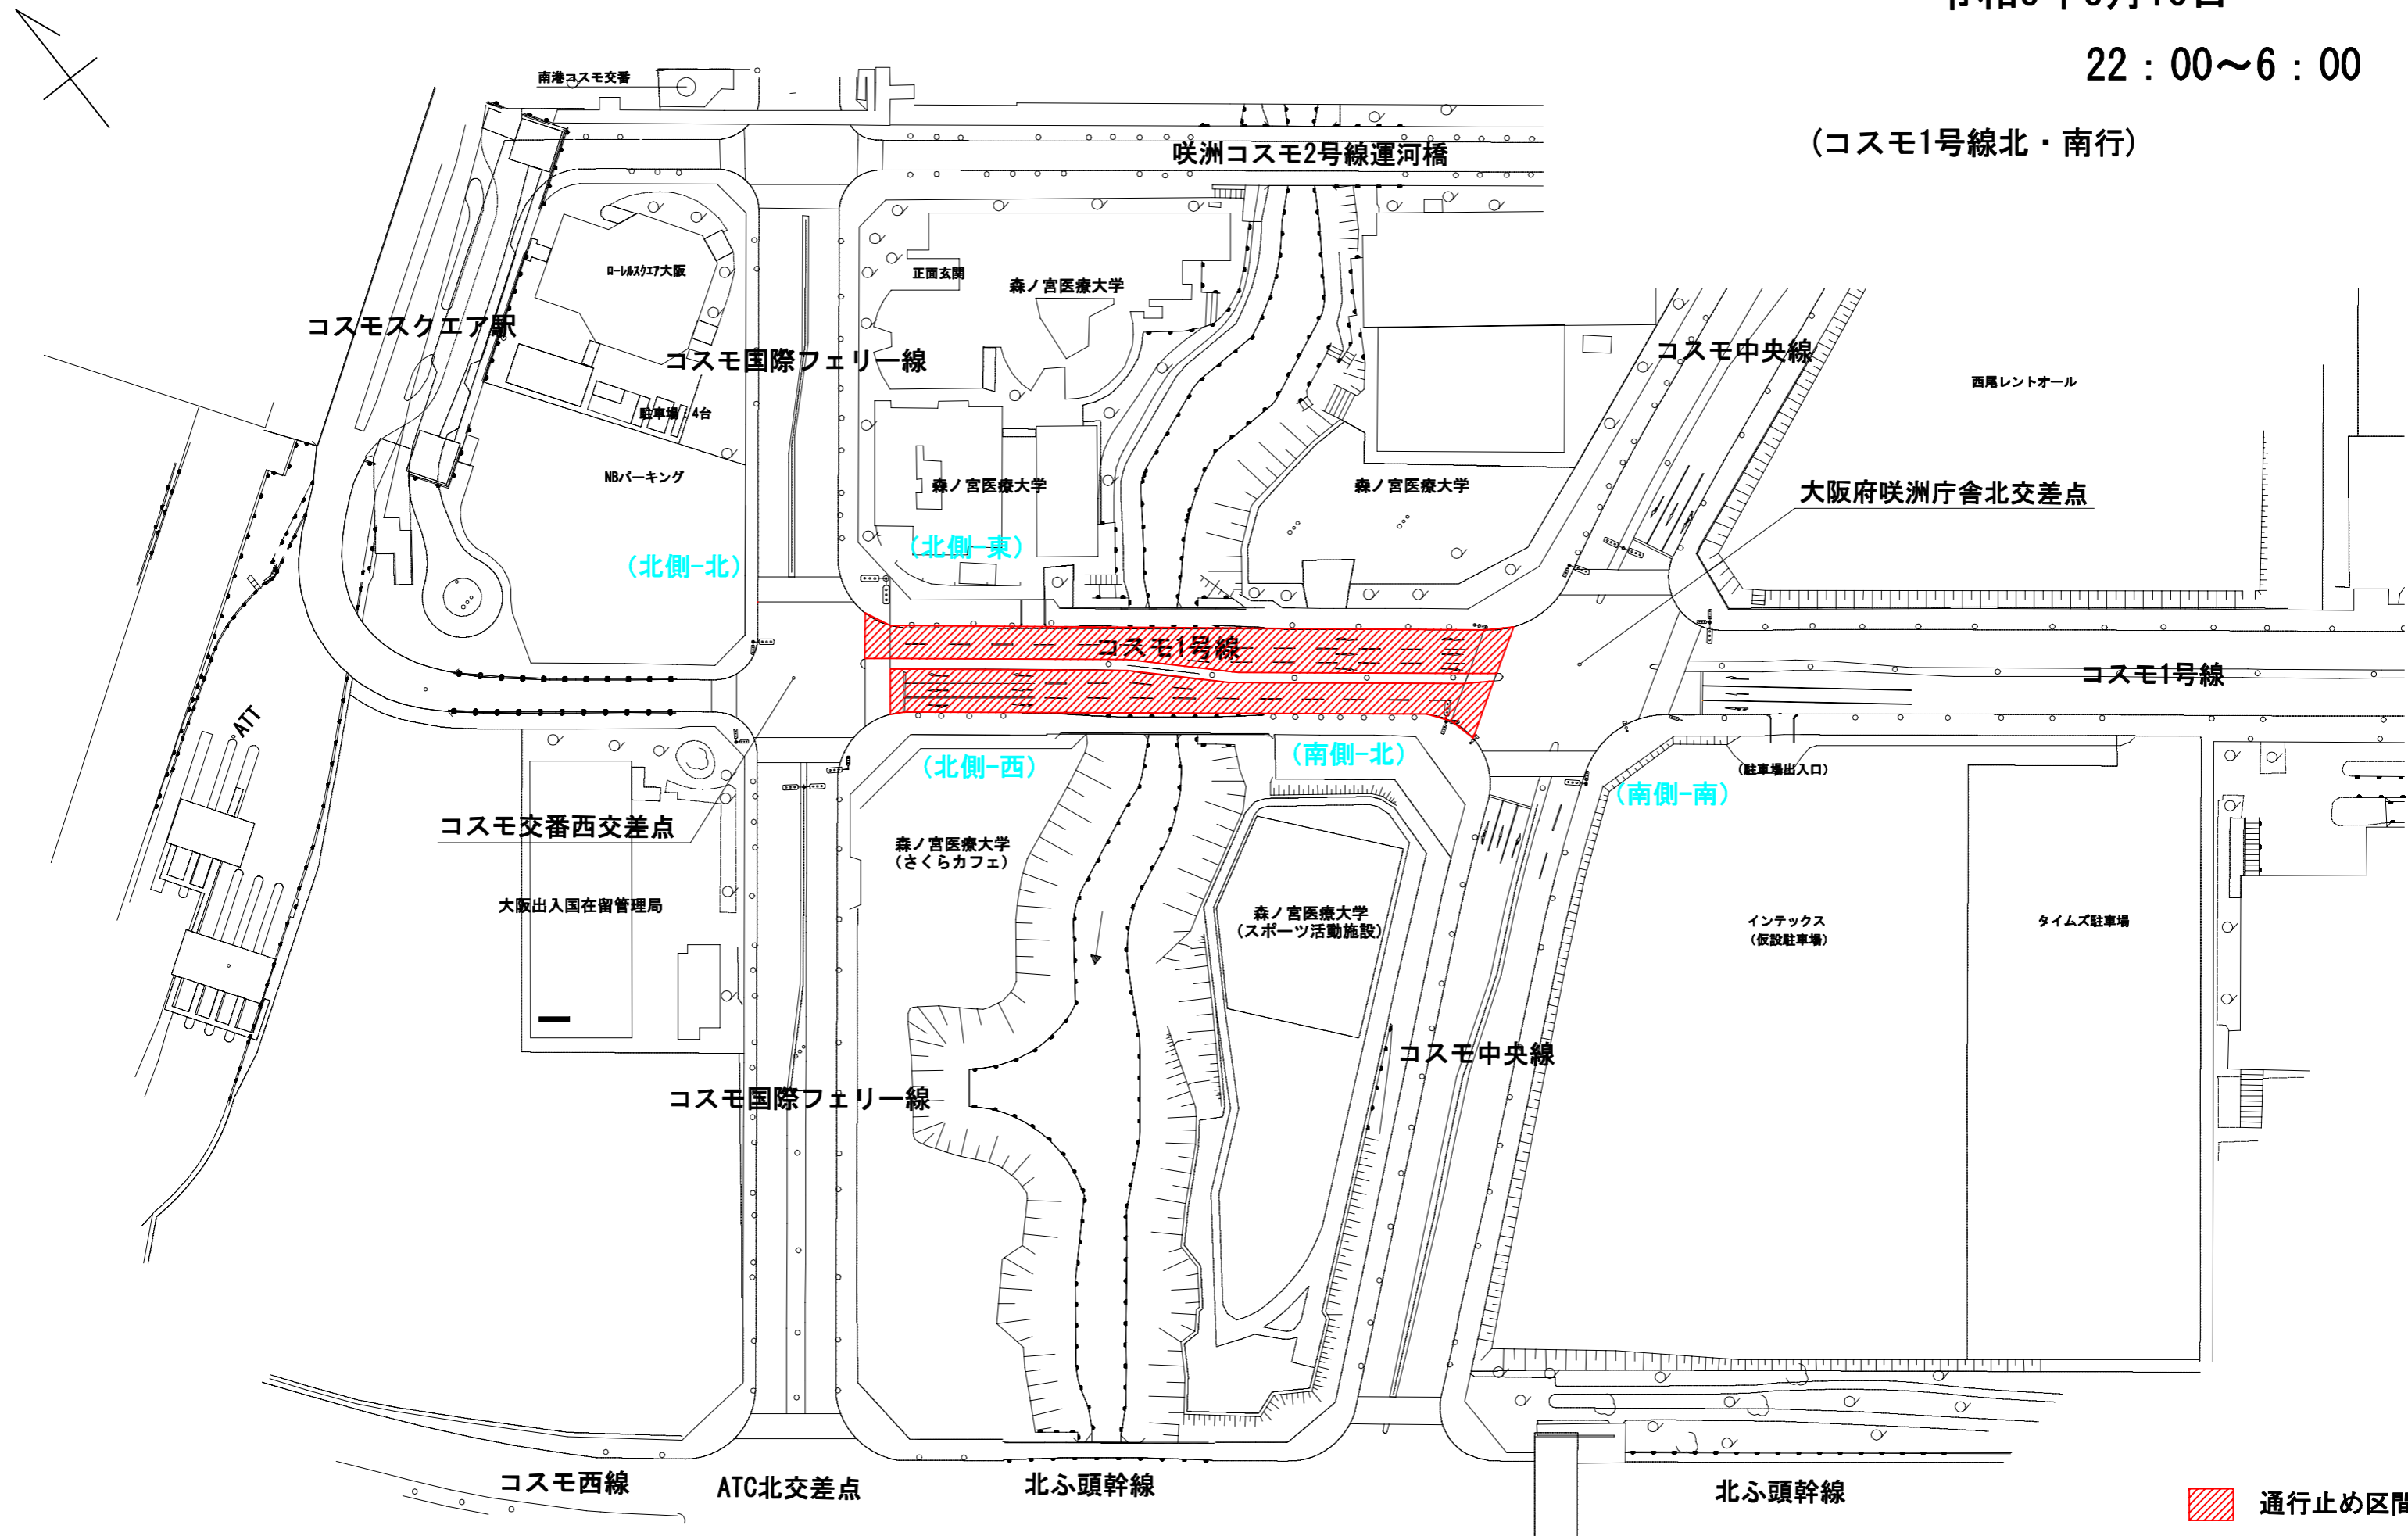 22：00～6：00
(コスモ1号線北・南行)
南港コスモ交番
咲洲コスモ2号線運河橋
ローレルスクエア大阪
正面玄関
森ノ宮医療大学
コスモスクエア駅
コスモ国際フェリー線
コスモ中央線
西尾レントオール
駐車場：4台
NBパーキング
森ノ宮医療大学
森ノ宮医療大学
大阪府咲洲庁舎北交差点
(北側-北)
(北側-東)
コスモ1号線
コスモ1号線
ATT
(北側-西)
(南側-北)
(駐車場出入口)
(南側-南)
コスモ交番西交差点
森ノ宮医療大学
(さくらカフェ)
大阪出入国在留管理局
森ノ宮医療大学
(スポーツ活動施設)
インテックス
(仮設駐車場)
タイムズ駐車場
コスモ中央線
コスモ国際フェリー線
コスモ西線
ATC北交差点
北ふ頭幹線
北ふ頭幹線
通行止め区間